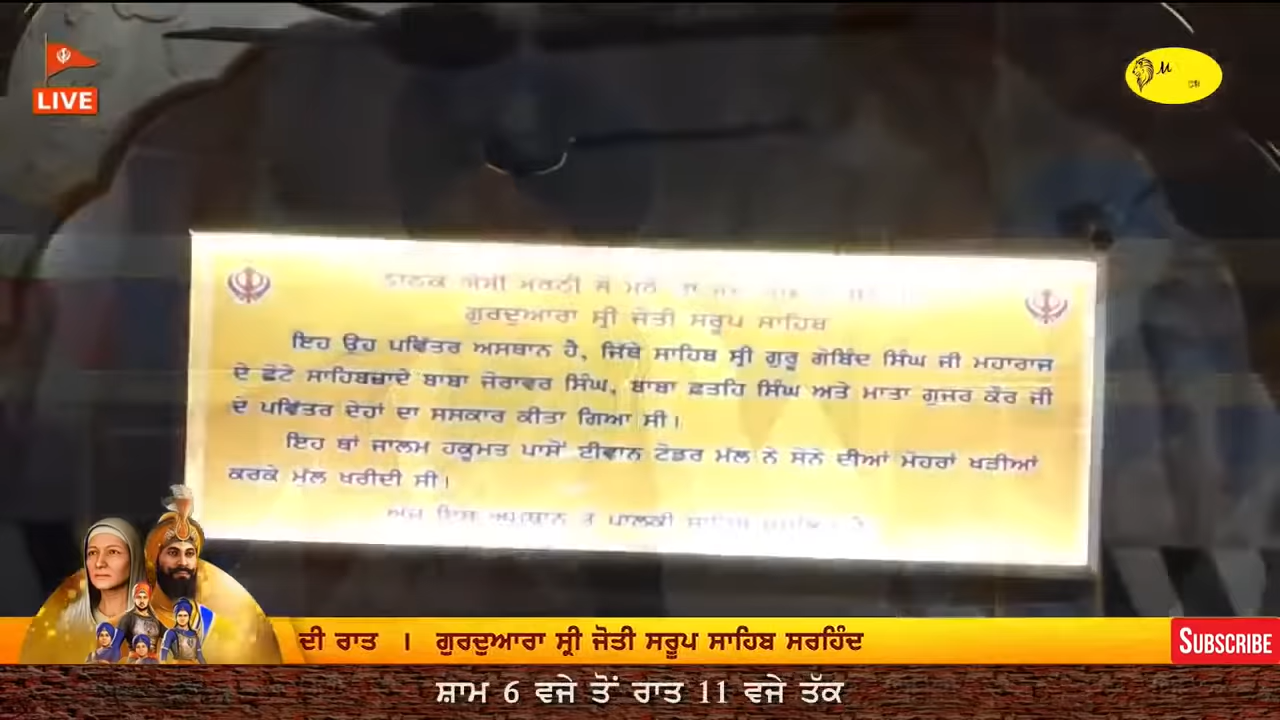 LIVE
ਗੁਰਦੁਆਰਾ ਸ੍ਰੀ ਜੋਤੀ ਸਰੂਪ ਸਾਹਿਬ
ਇਹ ਉਹ ਪਵਿੱਤਰ ਅਸਥਾਨ ਹੈ, ਜਿੱਥੇ ਸਾਹਿਬ ਸ੍ਰੀ ਗੁਰੂ ਗੋਬਿੰਦ ਸਿੰਘ ਜੀ ਮਹਾਰਾਜ
ਦੇ ਛੋਟੇ ਸਾਹਿਬਜ਼ਾਦੇ ਬਾਬਾ ਜੋਰਾਵਰ ਸਿੰਘ, ਬਾਬਾ ਫ਼ਤਹਿ ਸਿੰਘ ਅਤੇ ਮਾਤਾ ਗੁਜਰ ਕੌਰ ਜੀ
ਦੇ ਪਵਿੱਤਰ ਦੇਹਾਂ ਦਾ ਸਸਕਾਰ ਕੀਤਾ ਗਿਆ ਸੀ।
ਇਹ ਥਾਂ ਜਾਲਮ ਹਕੂਮਤ ਪਾਸੋਂ ਦੀਵਾਨ ਟੋਡਰ ਮੱਲ ਨੇ ਸੋਨੇ ਦੀਆਂ ਮੋਹਰਾਂ ਖੜੀਆਂ
ਕਰਕੇ ਮੁੱਲ ਖਰੀਦੀ ਸੀ।
ਪਾਲਕੀ ਸਾਹਿਬ
ਦੀ ਰਾਤ । ਗੁਰਦੁਆਰਾ ਸ੍ਰੀ ਜੋਤੀ ਸਰੂਪ ਸਾਹਿਬ ਸਰਹਿੰਦ
SUBSCRIBE
ਸ਼ਾਮ 6 ਵਜੇ ਤੋਂ ਰਾਤ 11 ਵਜੇ ਤੱਕ